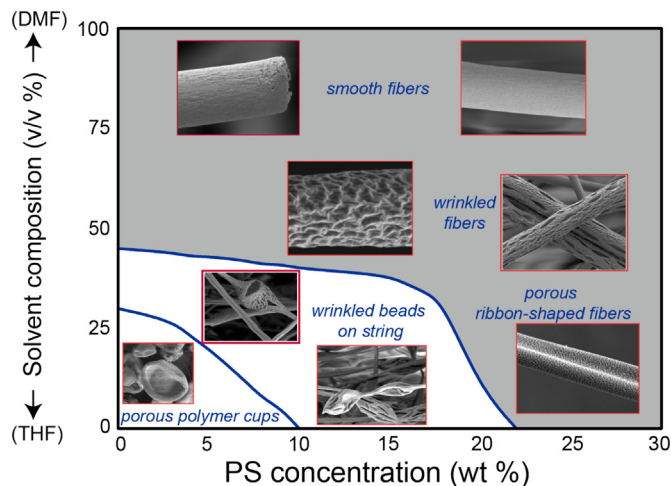 (DMF)
100
smooth fibers
75
Solvent composition (v/v %)
wrinkled
fibers
50
wrinkled beads
on string
porous
ribbon-shaped fibers
25
porous polymer cups
(THF)
0
0
5
10
15
20
25
30
PS concentration (wt %)